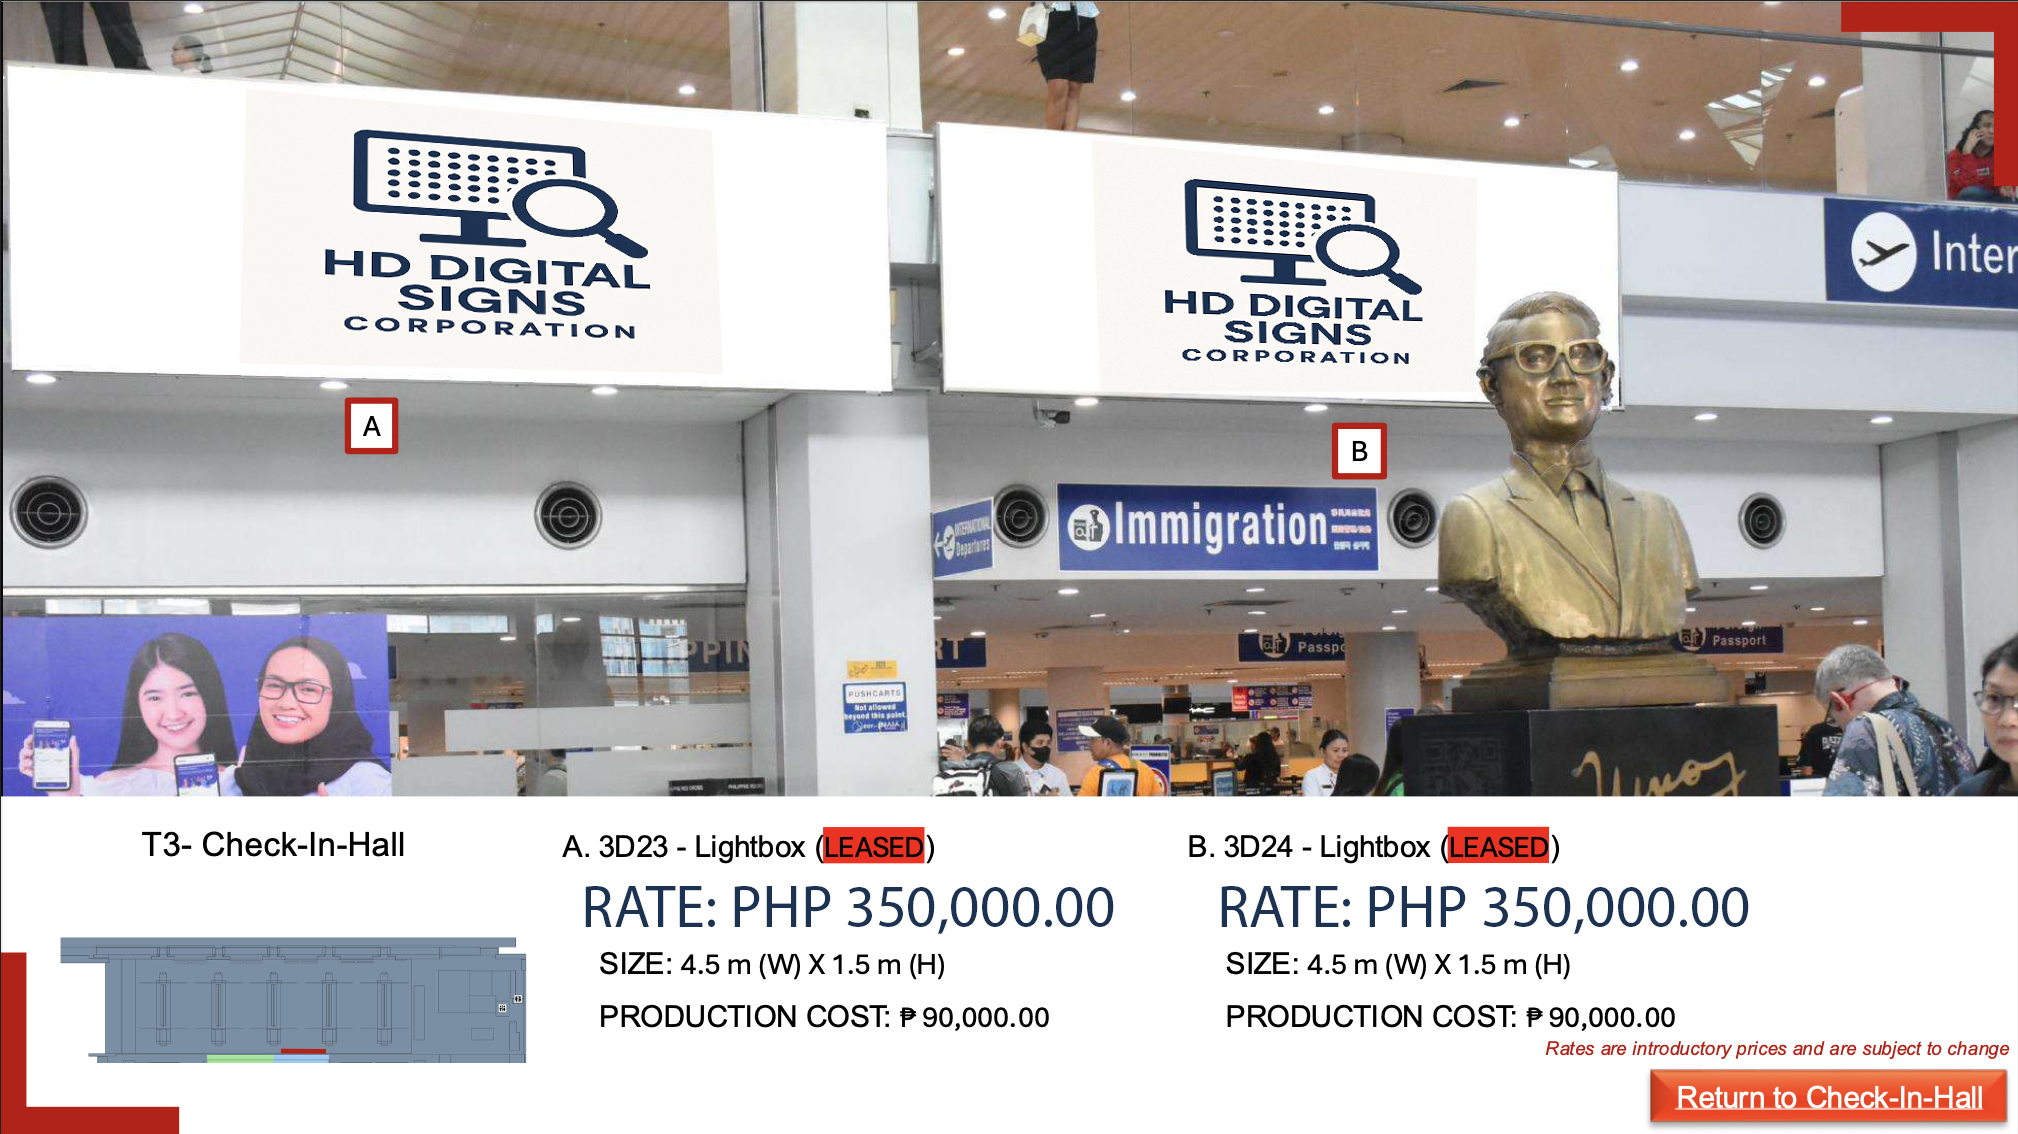 HD DIGITAL
SIGNS
CORPORATION
HD DIGITAL
SIGNS
CORPORATION
Inter
A
B
INTERNATIONAL
Departures
Immigration
Passport
PUSHCARTS
Not allowed
beyond this point.
T3- Check-In-Hall
A. 3D23 - Lightbox (LEASED)
RATE: PHP 350,000.00
SIZE: 4.5 m (W) X 1.5 m (H)
PRODUCTION COST: ₱ 90,000.00
B. 3D24 - Lightbox (LEASED)
RATE: PHP 350,000.00
SIZE: 4.5 m (W) X 1.5 m (H)
PRODUCTION COST: ₱ 90,000.00
Rates are introductory prices and are subject to change
Return to Check-In-Hall